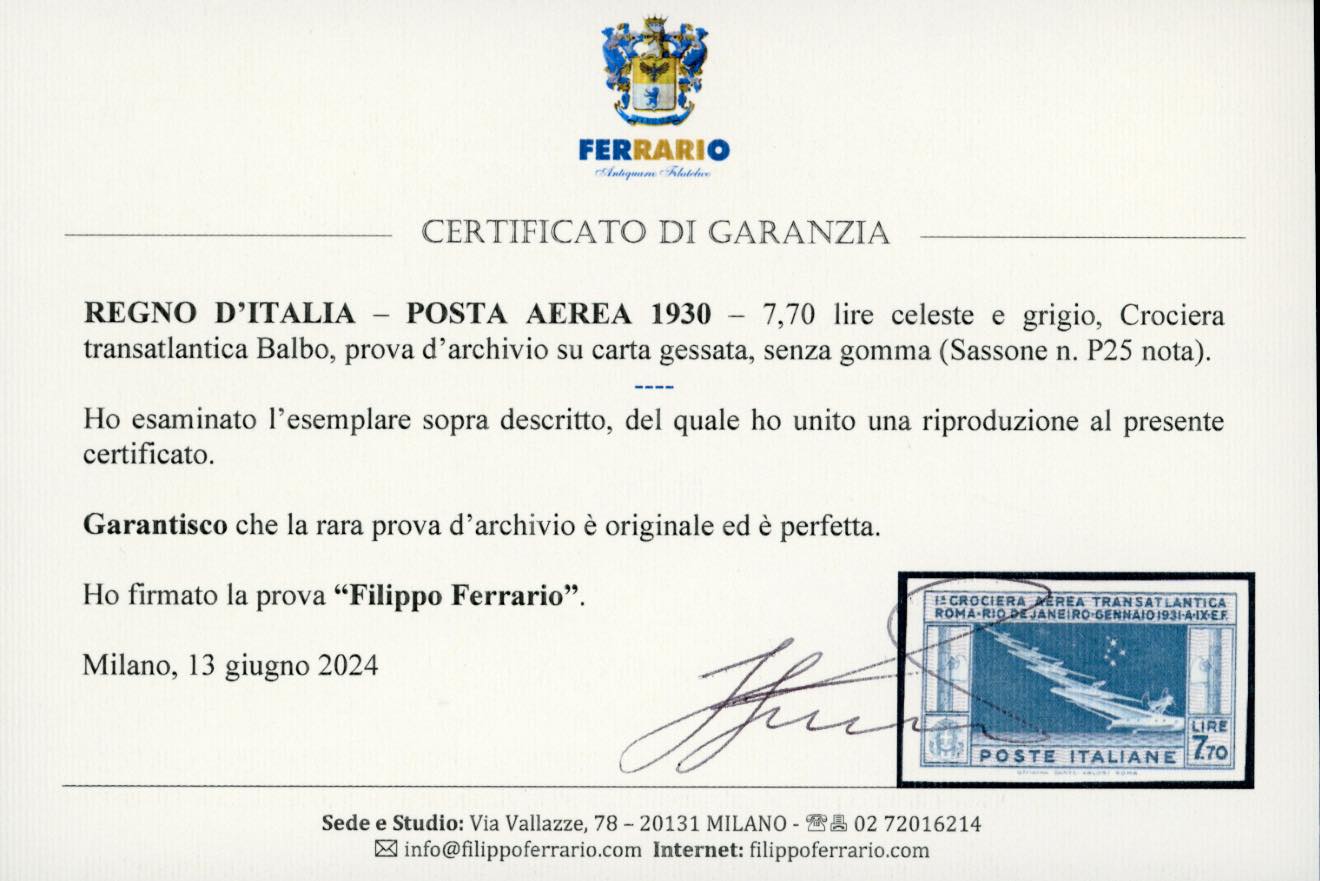 FERRARIO
Antiquario Filatelico
CERTIFICATO DI GARANZIA
REGNO D’ITALIA – POSTA AEREA 1930 – 7,70 lire celeste e grigio, Crociera
transatlantica Balbo, prova d’archivio su carta gessata, senza gomma (Sassone n. P25 nota).
----
Ho esaminato l’esemplare sopra descritto, del quale ho unito una riproduzione al presente
certificato.
Garantisco che la rara prova d’archivio è originale ed è perfetta.
Ho firmato la prova “Filippo Ferrario”.
Milano, 13 giugno 2024
1ª CROCIERA AEREA TRANSATLANTICA
ROMA·RIO DE JANEIRO·GENNAIO 1931·A·IX·E.F.
LIRE
7.70
POSTE ITALIANE
Sede e Studio: Via Vallazze, 78 – 20131 MILANO - 02 72016214
info@filippoferrario.com Internet: filippoferrario.com